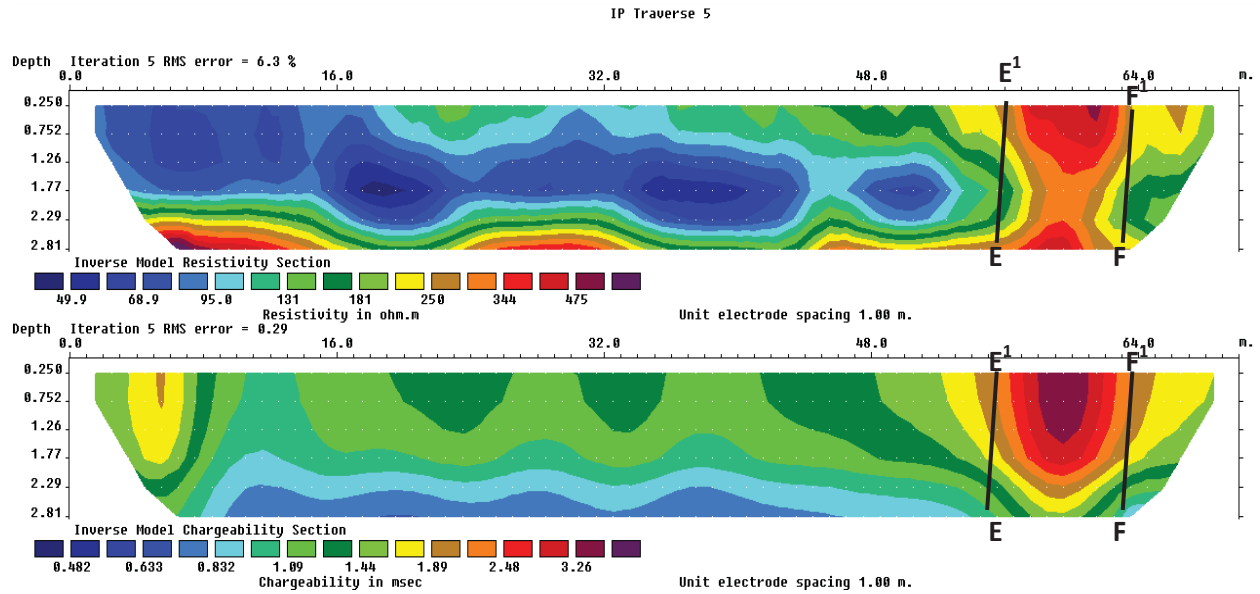 IP Traverse 5
Depth Iteration 5 RMS error = 6.3 %
0.0 16.0 32.0 48.0 64.0 m.
E¹ F¹
0.250
0.752
1.26
1.77
2.29
2.81
E F
Inverse Model Resistivity Section
49.9 68.9 95.0 131 181 250 344 475
Resistivity in ohm.m Unit electrode spacing 1.00 m.
Depth Iteration 5 RMS error = 0.29
0.0 16.0 32.0 48.0 64.0 m.
E¹ F¹
0.250
0.752
1.26
1.77
2.29
2.81
E F
Inverse Model Chargeability Section
0.482 0.633 0.832 1.09 1.44 1.89 2.48 3.26
Chargeability in msec Unit electrode spacing 1.00 m.